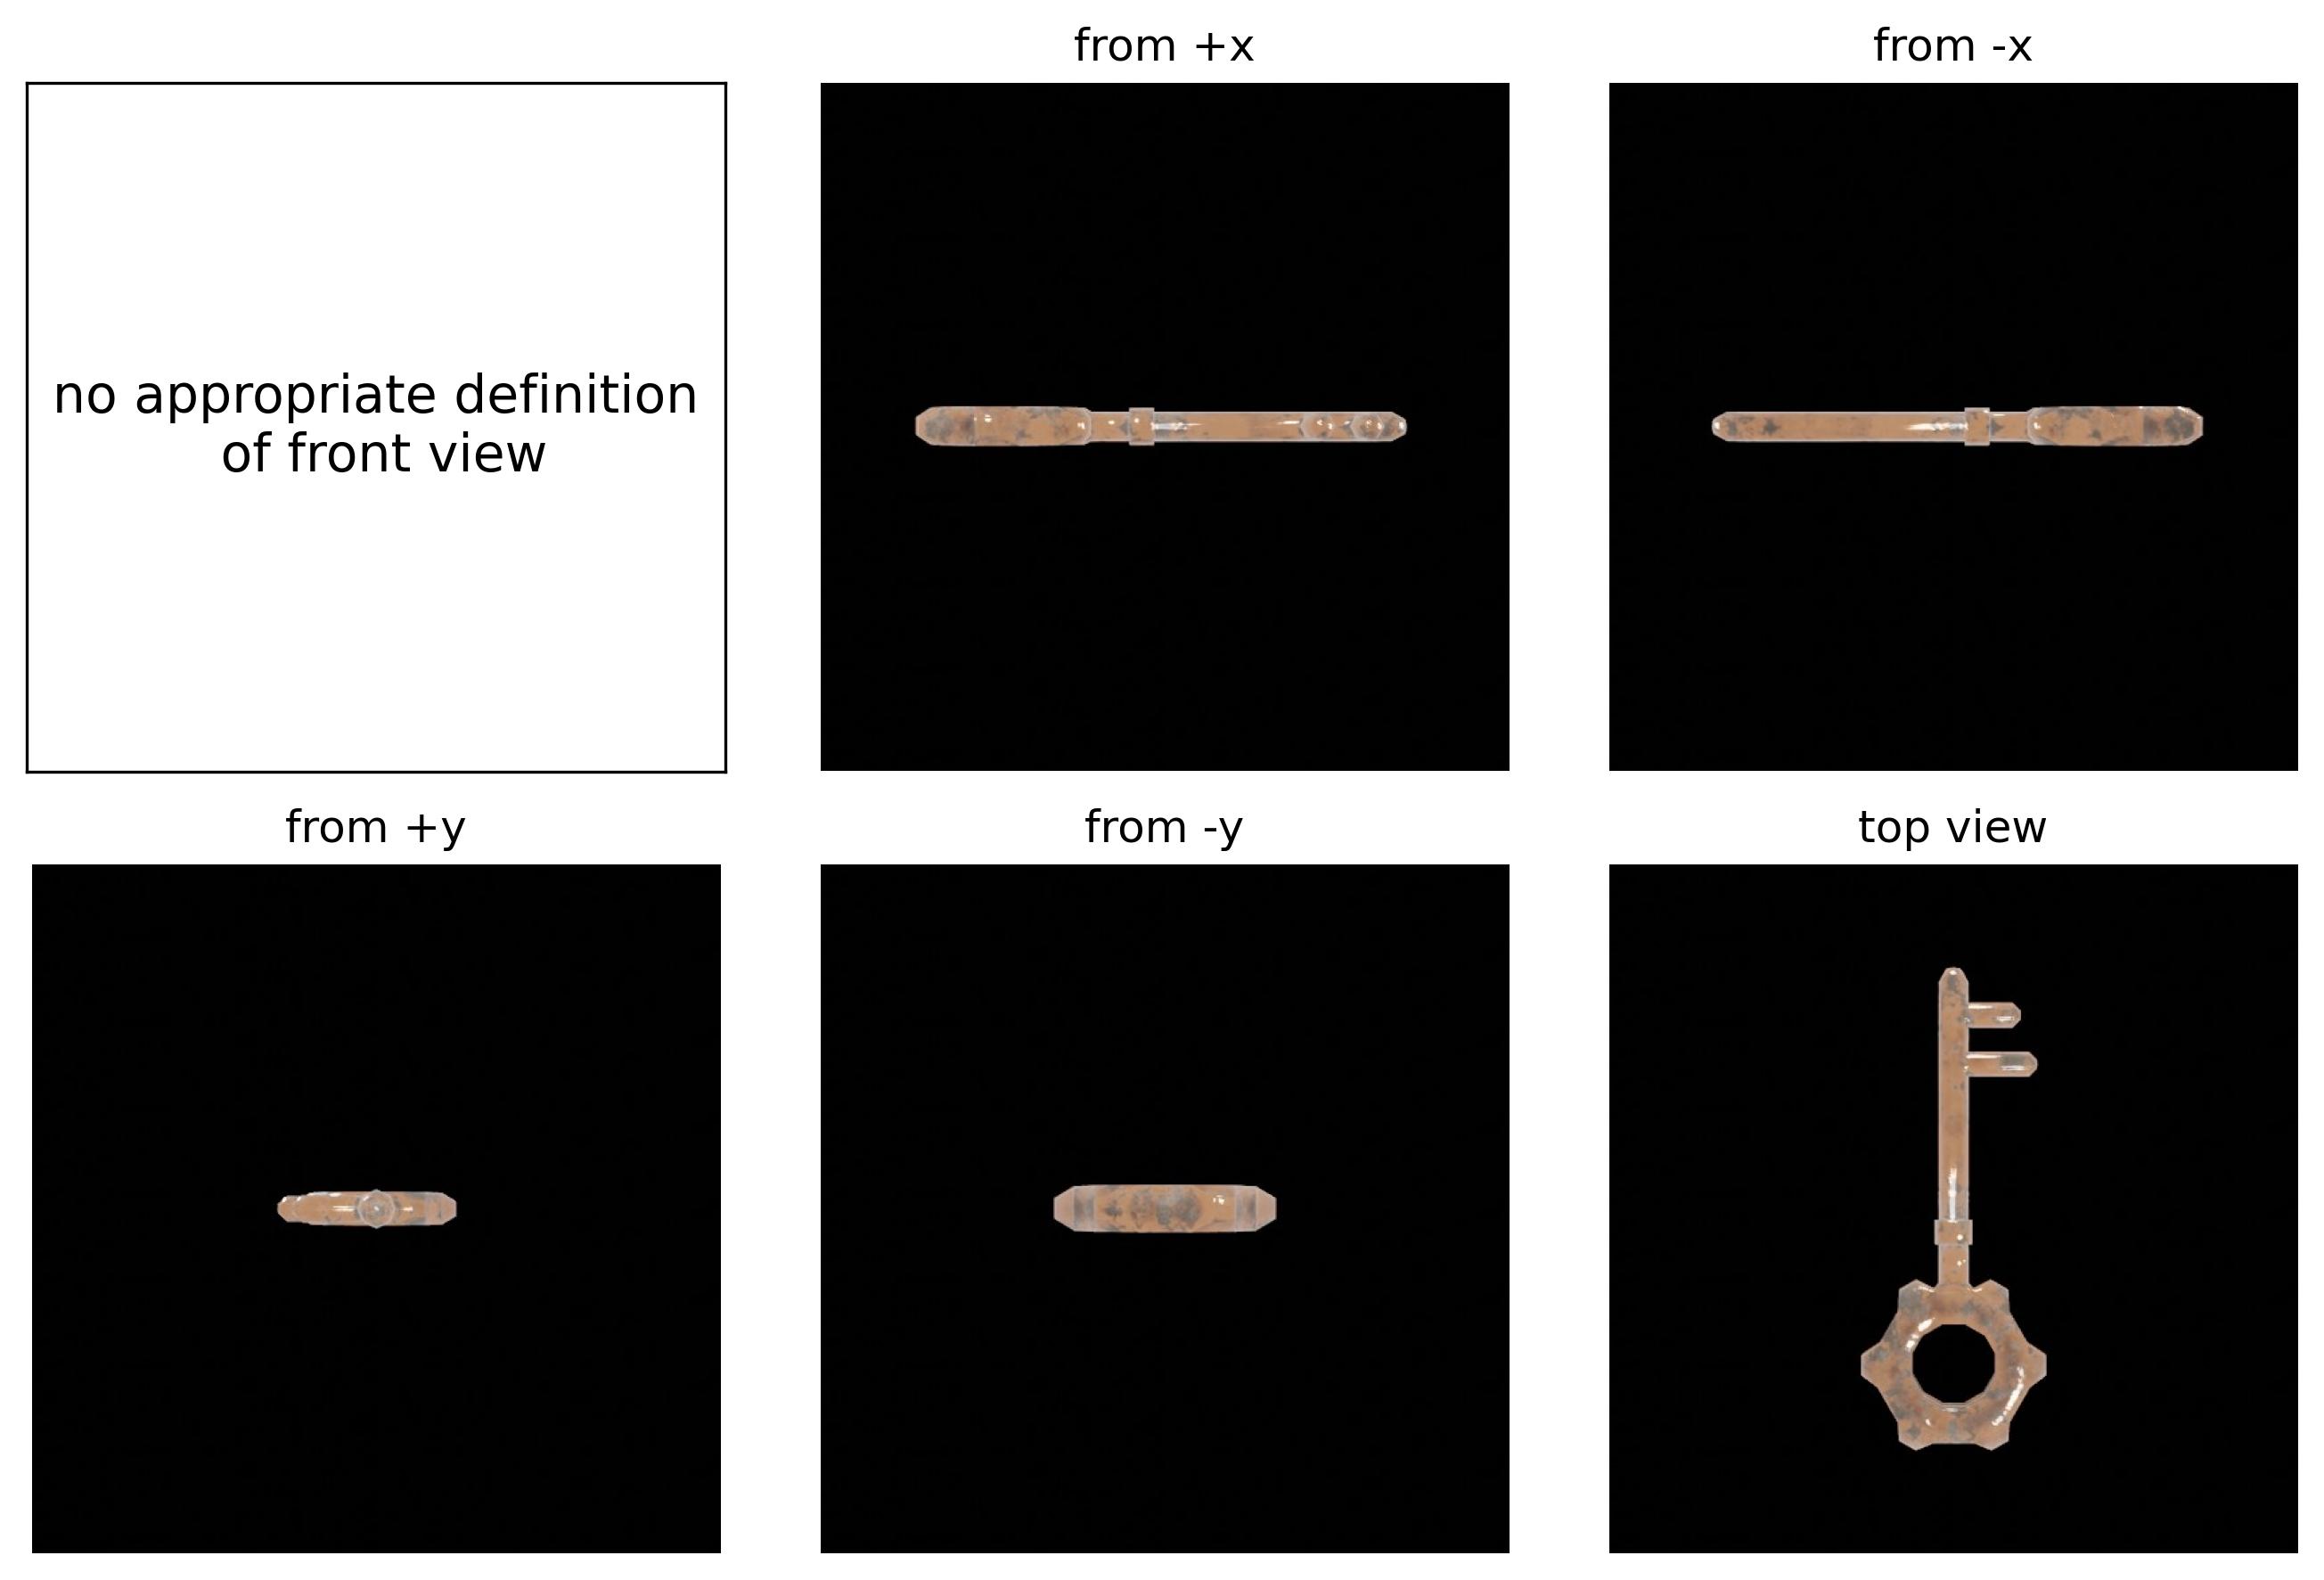 from +x
from -x
no appropriate definition
of front view
from +y
from -y
top view